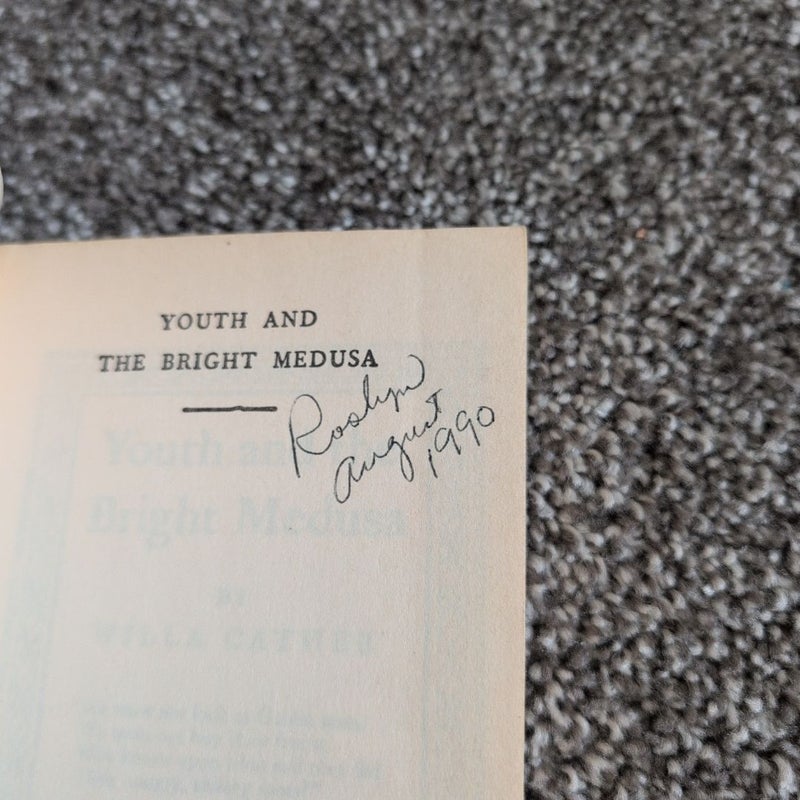 YOUTH AND
THE BRIGHT MEDUSA
Roslyn
August
1990
Youth and the
Bright Medusa
BY
WILLA CATHER